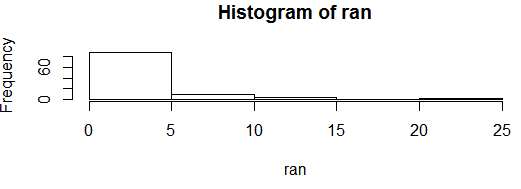 Histogram of ran
Frequency
60
0
0 5 10 15 20 25
ran